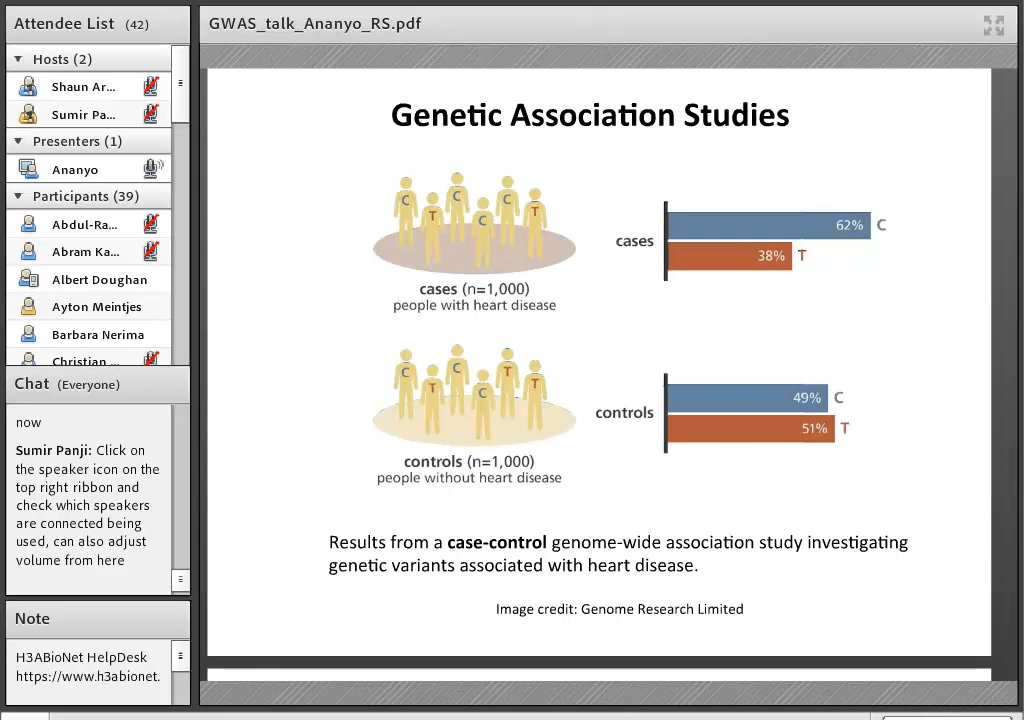 Attendee List (42)
Hosts (2)
Shaun Ar...
Sumir Pa...
Presenters (1)
Ananyo
Participants (39)
Abdul-Ra...
Abram Ka...
Albert Doughan
Ayton Meintjes
Barbara Nerima
Christian ...
Chat (Everyone)
now
Sumir Panji: Click on
the speaker icon on the
top right ribbon and
check which speakers
are connected being
used, can also adjust
volume from here
Note
H3ABioNet HelpDesk
https://www.h3abionet.
GWAS_talk_Ananyo_RS.pdf
Genetic Association Studies
C T C C C T
cases (n=1,000)
people with heart disease
cases
62% C
38% T
C T C C T T
controls (n=1,000)
people without heart disease
controls
49% C
51% T
Results from a case-control genome-wide association study investigating
genetic variants associated with heart disease.
Image credit: Genome Research Limited